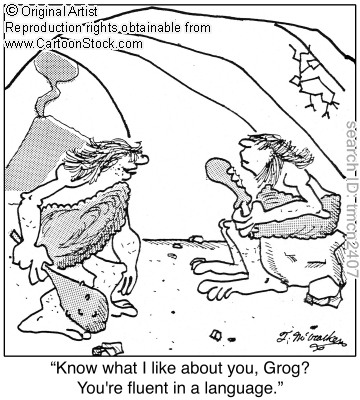 © Original Artist
Reproduction rights obtainable from
www.CartoonStock.com
search ID: tmcn2407
T. McCracken
“Know what I like about you, Grog?
You're fluent in a language.”